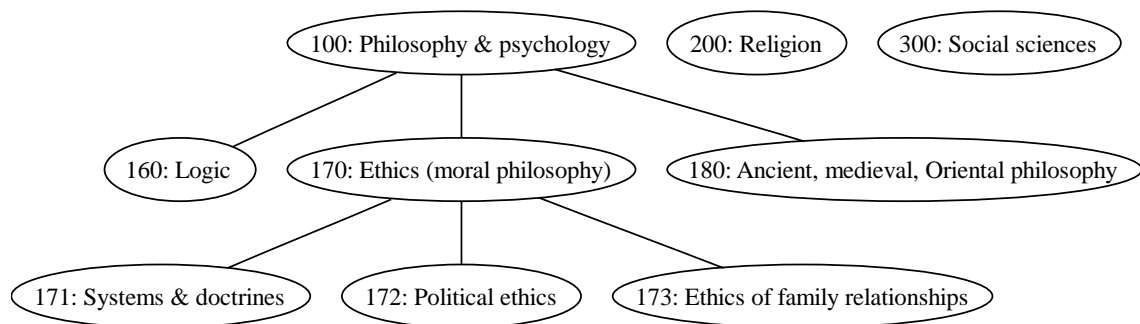 100: Philosophy & psychology
200: Religion
300: Social sciences
160: Logic
170: Ethics (moral philosophy)
180: Ancient, medieval, Oriental philosophy
171: Systems & doctrines
172: Political ethics
173: Ethics of family relationships